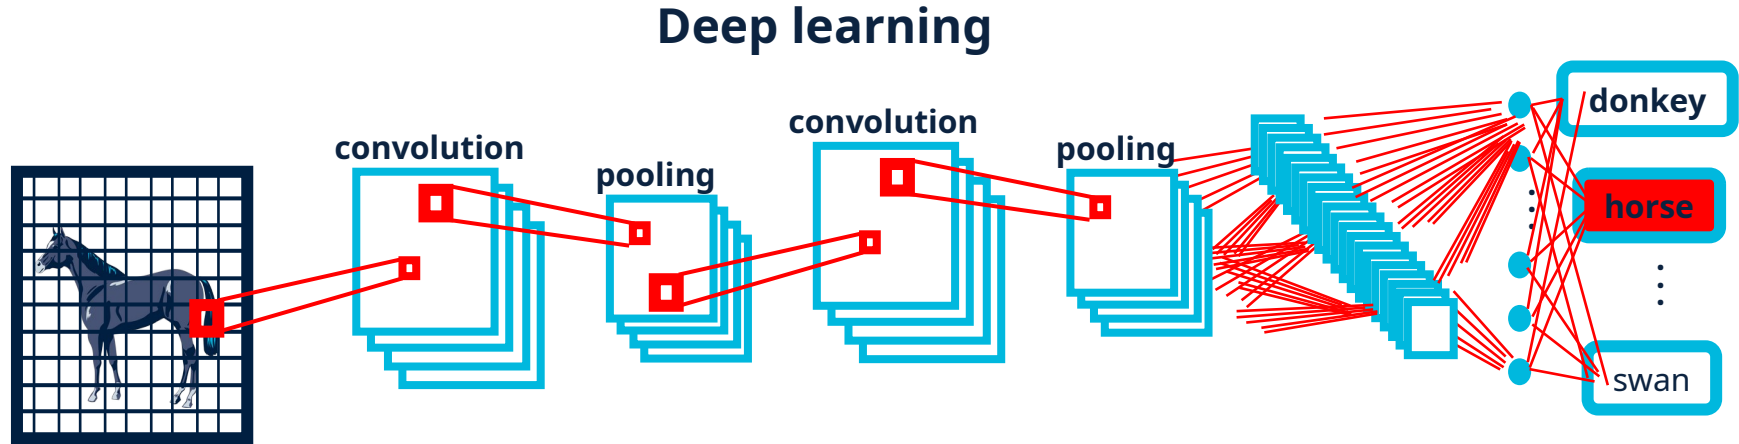 Deep learning
convolution
pooling
convolution
pooling
donkey
horse
swan